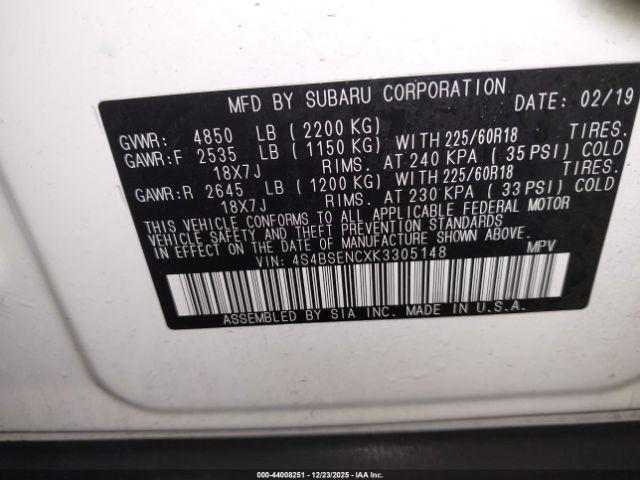 MFD BY SUBARU CORPORATION DATE: 02/19
GVWR: 4850 LB (2200 KG)
GAWR:F 2535 LB (1150 KG) WITH 225/60R18 TIRES.
18X7J RIMS. AT 240 KPA (35 PSI) COLD
GAWR:R 2645 LB (1200 KG) WITH 225/60R18 TIRES.
18X7J RIMS. AT 230 KPA (33 PSI) COLD
THIS VEHICLE CONFORMS TO ALL APPLICABLE FEDERAL MOTOR
VEHICLE SAFETY AND THEFT PREVENTION STANDARDS
IN EFFECT ON THE DATE OF MANUFACTURE SHOWN ABOVE.
VIN: 4S4BSENCXK3305148 MPV
ASSEMBLED BY SIA INC. MADE IN U.S.A.
000-44008251 - 12/23/2025 - IAAI, Inc.